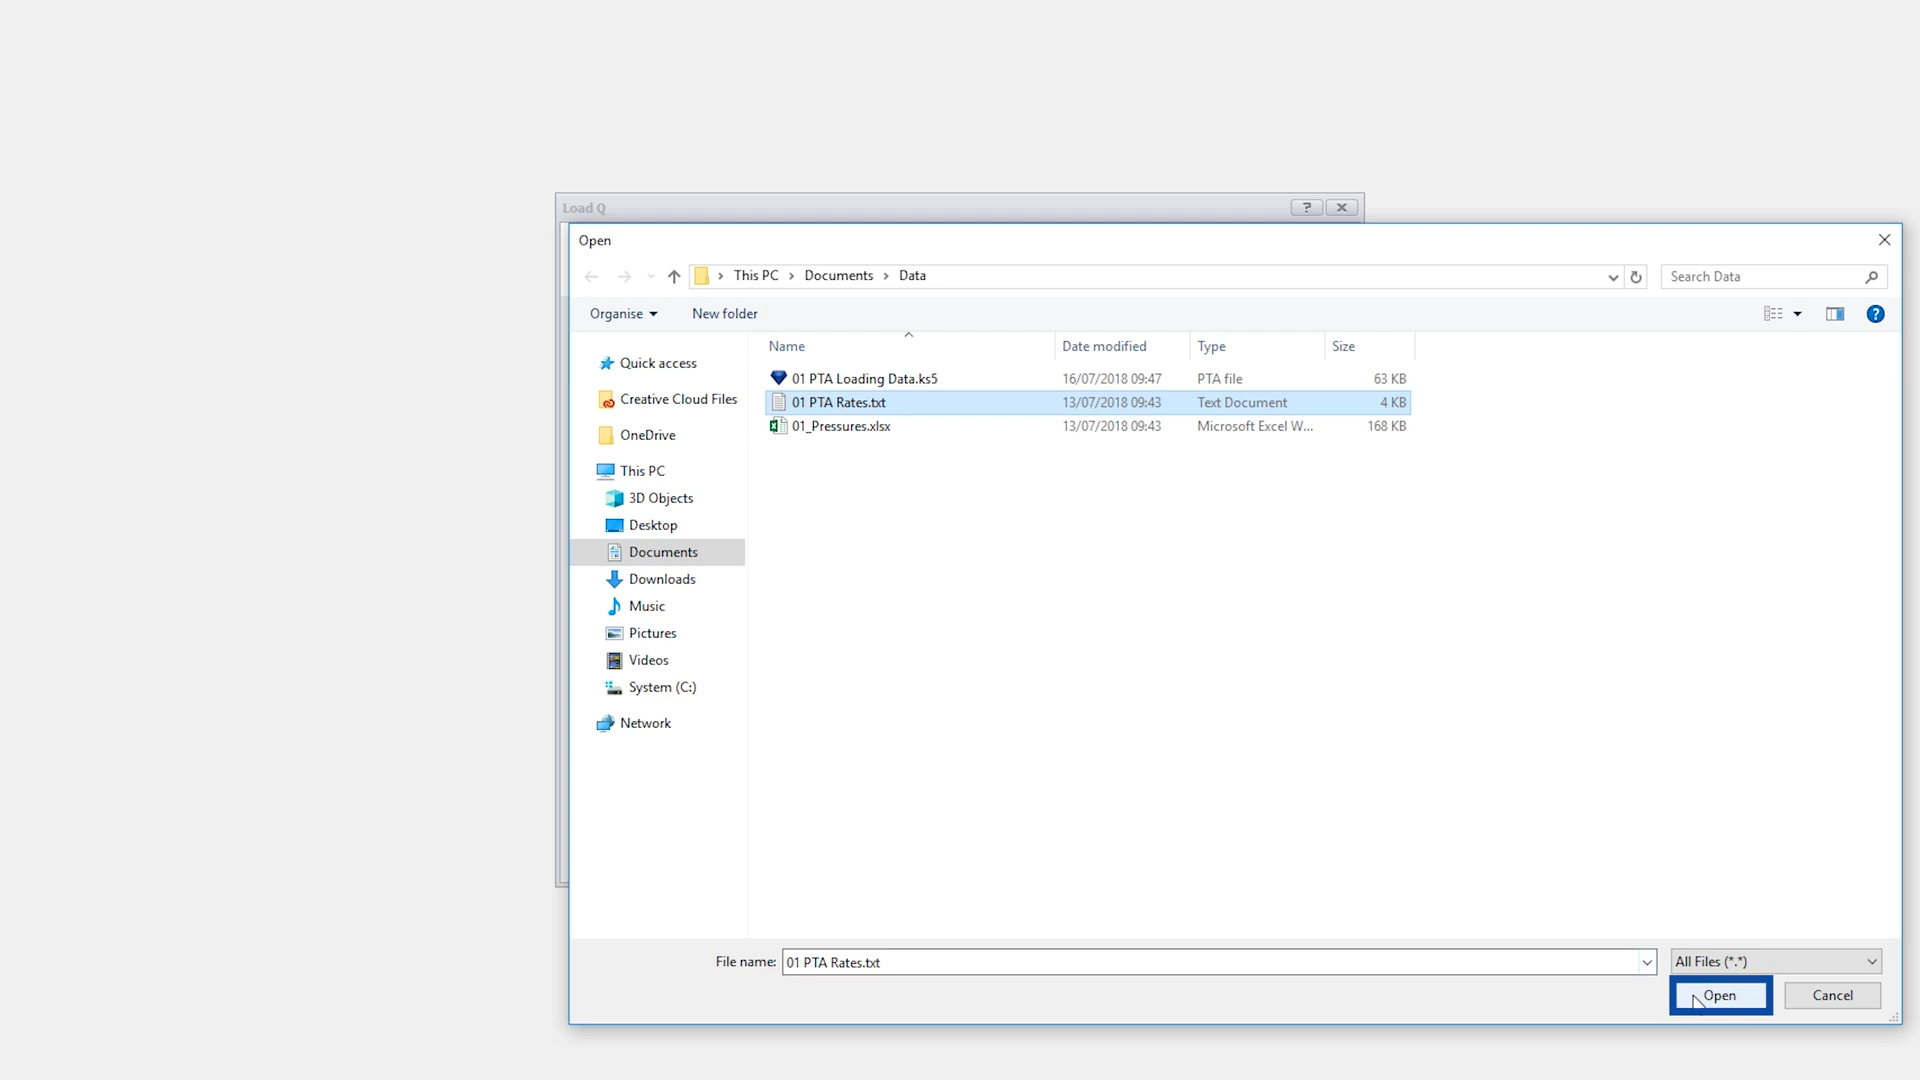 Load Q
?
Open
This PC > Documents > Data
Search Data
Organise
New folder
?
Name Date modified Type Size
01 PTA Loading Data.ks5 16/07/2018 09:47 PTA file 63 KB
01 PTA Rates.txt 13/07/2018 09:43 Text Document 4 KB
01_Pressures.xlsx 13/07/2018 09:43 Microsoft Excel W... 168 KB
Quick access
Creative Cloud Files
OneDrive
This PC
3D Objects
Desktop
Documents
Downloads
Music
Pictures
Videos
System (C:)
Network
File name: 01 PTA Rates.txt
All Files (*.*)
Open
Cancel